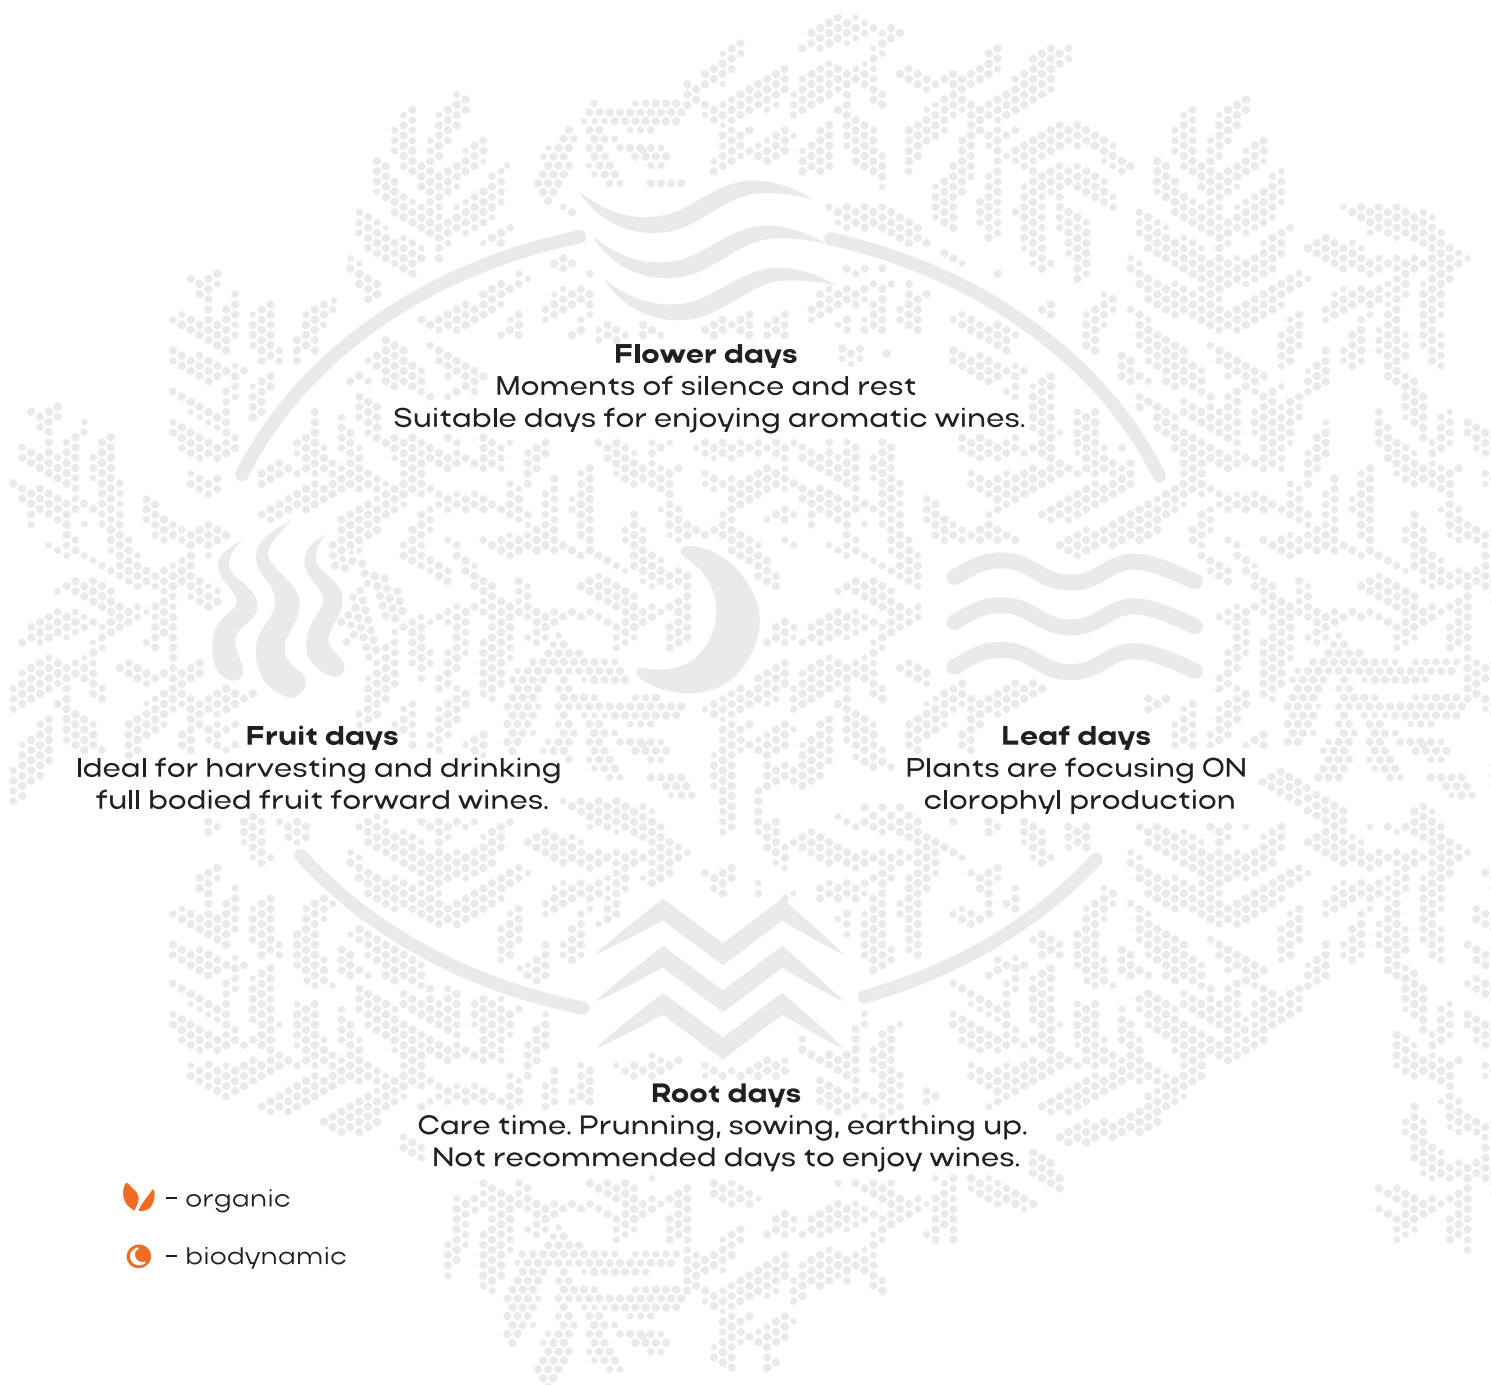 Flower days
Moments of silence and rest
Suitable days for enjoying aromatic wines.
Fruit days
Ideal for harvesting and drinking
full bodied fruit forward wines.
Leaf days
Plants are focusing ON
clorophyl production
Root days
Care time. Prunning, sowing, earthing up.
Not recommended days to enjoy wines.
– organic
– biodynamic